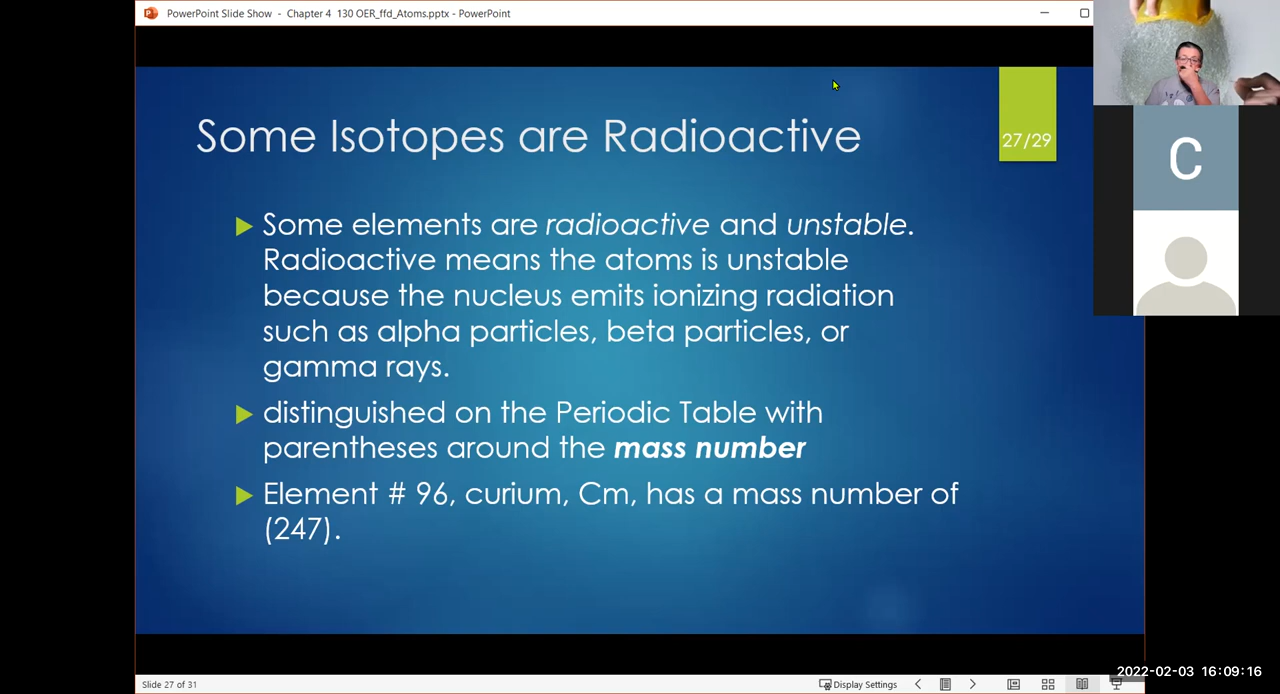 PowerPoint Slide Show - Chapter 4 130 OER_ffd_Atoms.pptx - PowerPoint
Some Isotopes are Radioactive
27/29
C
Some elements are radioactive and unstable.
Radioactive means the atoms is unstable
because the nucleus emits ionizing radiation
such as alpha particles, beta particles, or
gamma rays.
distinguished on the Periodic Table with
parentheses around the mass number
Element # 96, curium, Cm, has a mass number of
(247).
2022-02-03 16:09:16
Slide 27 of 31
Display Settings